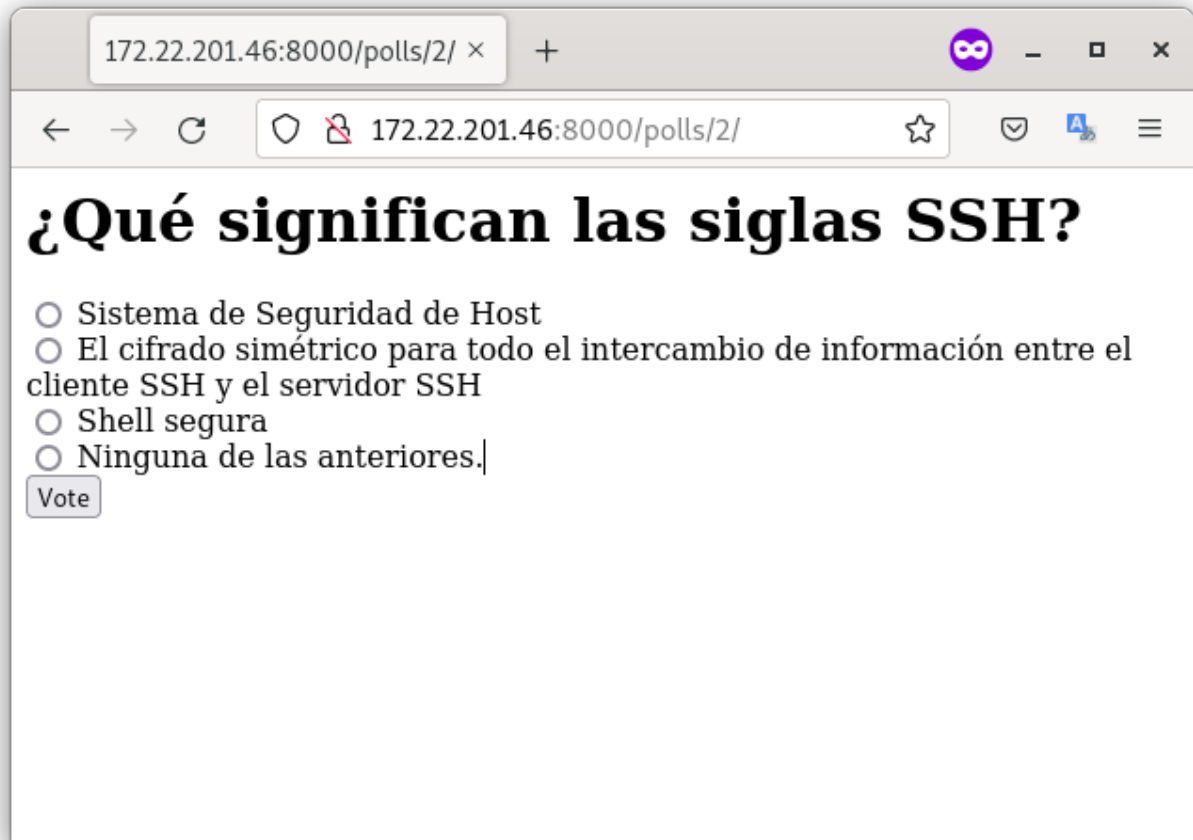 172.22.201.46:8000/polls/2/
172.22.201.46:8000/polls/2/
¿Qué significan las siglas SSH?
Sistema de Seguridad de Host
El cifrado simétrico para todo el intercambio de información entre el
cliente SSH y el servidor SSH
Shell segura
Ninguna de las anteriores.
Vote